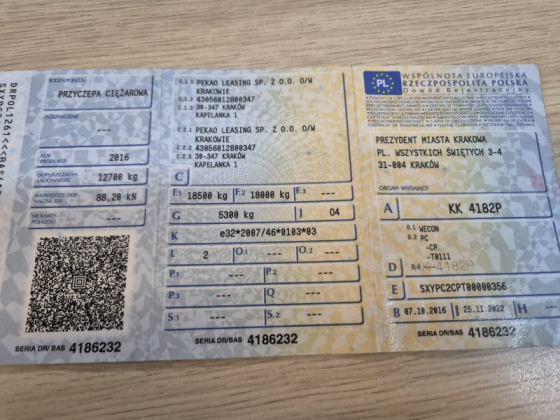 RODZAJ POJAZDU
PRZYCZEPA CIĘŻAROWA
PRZEZNACZENIE
---
ROK PRODUKCJI 2016
DOPUSZCZALNA ŁADOWNOŚĆ 12700 kg
NAJWIĘKSZY DOP. NACISK OSI 88,20 kN
NR KARTY POJAZDU ---
SERIA DR/BAS 4186232
C.1.1 PEKAO LEASING SP. Z O.O. O/W
KRAKOWIE
C.1.2 43056012800347
C.1.3 30-347 KRAKÓW
KAPELANKA 1
C.2.1 PEKAO LEASING SP. Z O.O. O/W
KRAKOWIE
C.2.2 43056012800347
C.2.3 30-347 KRAKÓW
KAPELANKA 1
C
F.1 18500 kg F.2 18000 kg F.3 ---
G 5300 kg J 04
K e32*2007/46*0103*03
L 2 O.1 --- O.2 ---
P.1 --- P.2 ---
P.3 --- Q ---
S.1 --- S.2 ---
SERIA DR/BAS 4186232
PL
WSPÓLNOTA EUROPEJSKA
RZECZPOSPOLITA POLSKA
Dowód Rejestracyjny
PREZYDENT MIASTA KRAKOWA
PL. WSZYSTKICH ŚWIĘTYCH 3-4
31-004 KRAKÓW
ORGAN WYDAJĄCY
A KK 4182P
D.1 WECON
D.2 PC
-CP
-T0111
D D.3 ---
E SXYPC2CPT00000356
B 07.10.2016 I 25.11.2022 H ---
SERIA DR/BAS 4186232